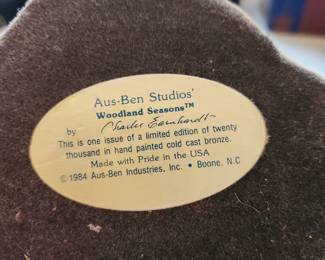 Aus-Ben Studios'
Woodland Seasons™
by Charles Earnhardt
This is one issue of a limited edition of twenty
thousand in hand painted cold cast bronze.
Made with Pride in the USA
©1984 Aus-Ben Industries, Inc. • Boone, N.C